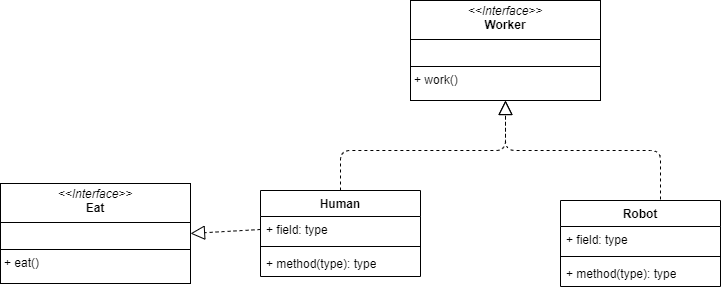 <<Interface>>
Worker
+ work()
<<Interface>>
Eat
+ eat()
Human
+ field: type
+ method(type): type
Robot
+ field: type
+ method(type): type